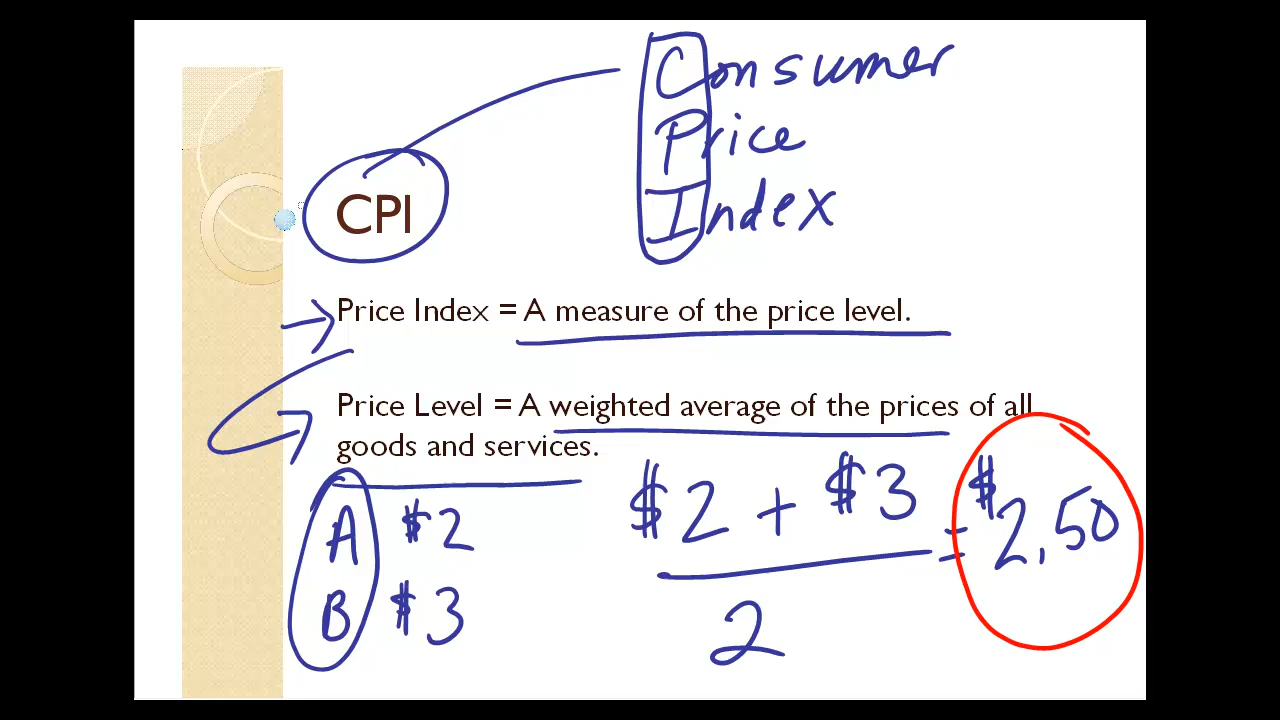 Consumer
Price
Index
CPI
Price Index = A measure of the price level.
Price Level = A weighted average of the prices of all
goods and services.
A $2
B $3
$2 + $3 = $2.50
2